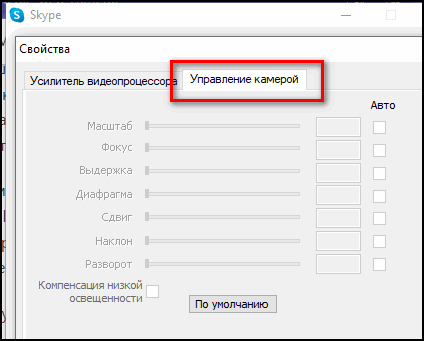 Skype
Свойства
Усилитель видеопроцессора Управление камерой
Авто
Масштаб
Фокус
Выдержка
Диафрагма
Сдвиг
Наклон
Разворот
Компенсация низкой
освещенности
По умолчанию